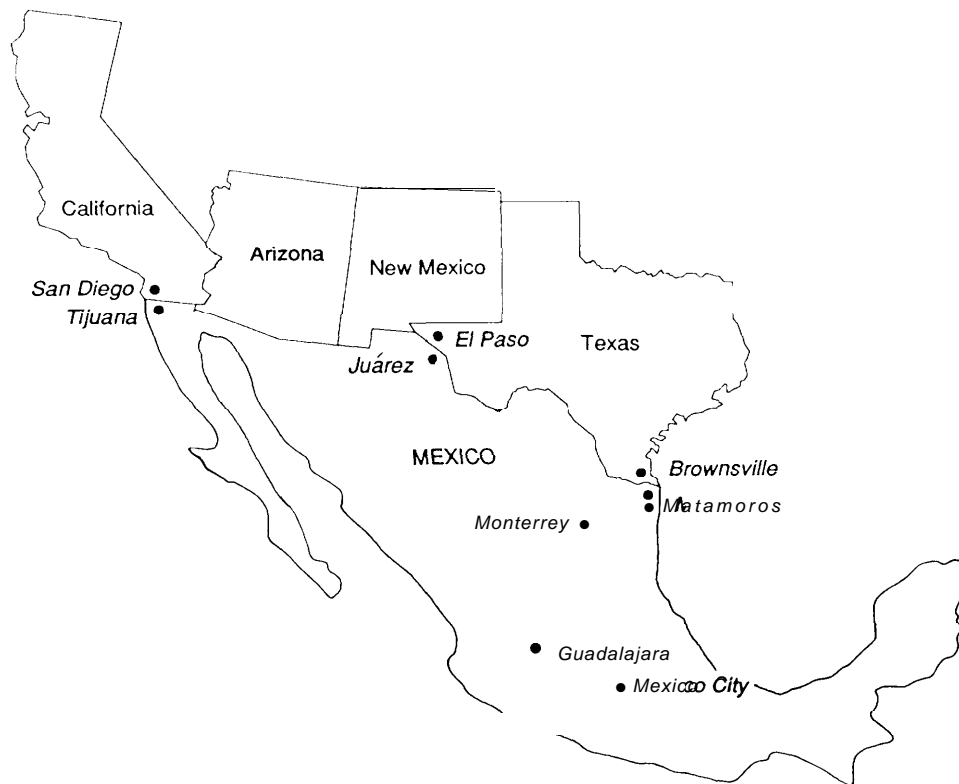 California
Arizona
New Mexico
San Diego
Tijuana
El Paso
Juárez
Texas
MEXICO
Brownsville
Matamoros
Monterrey
Guadalajara
Mexico City